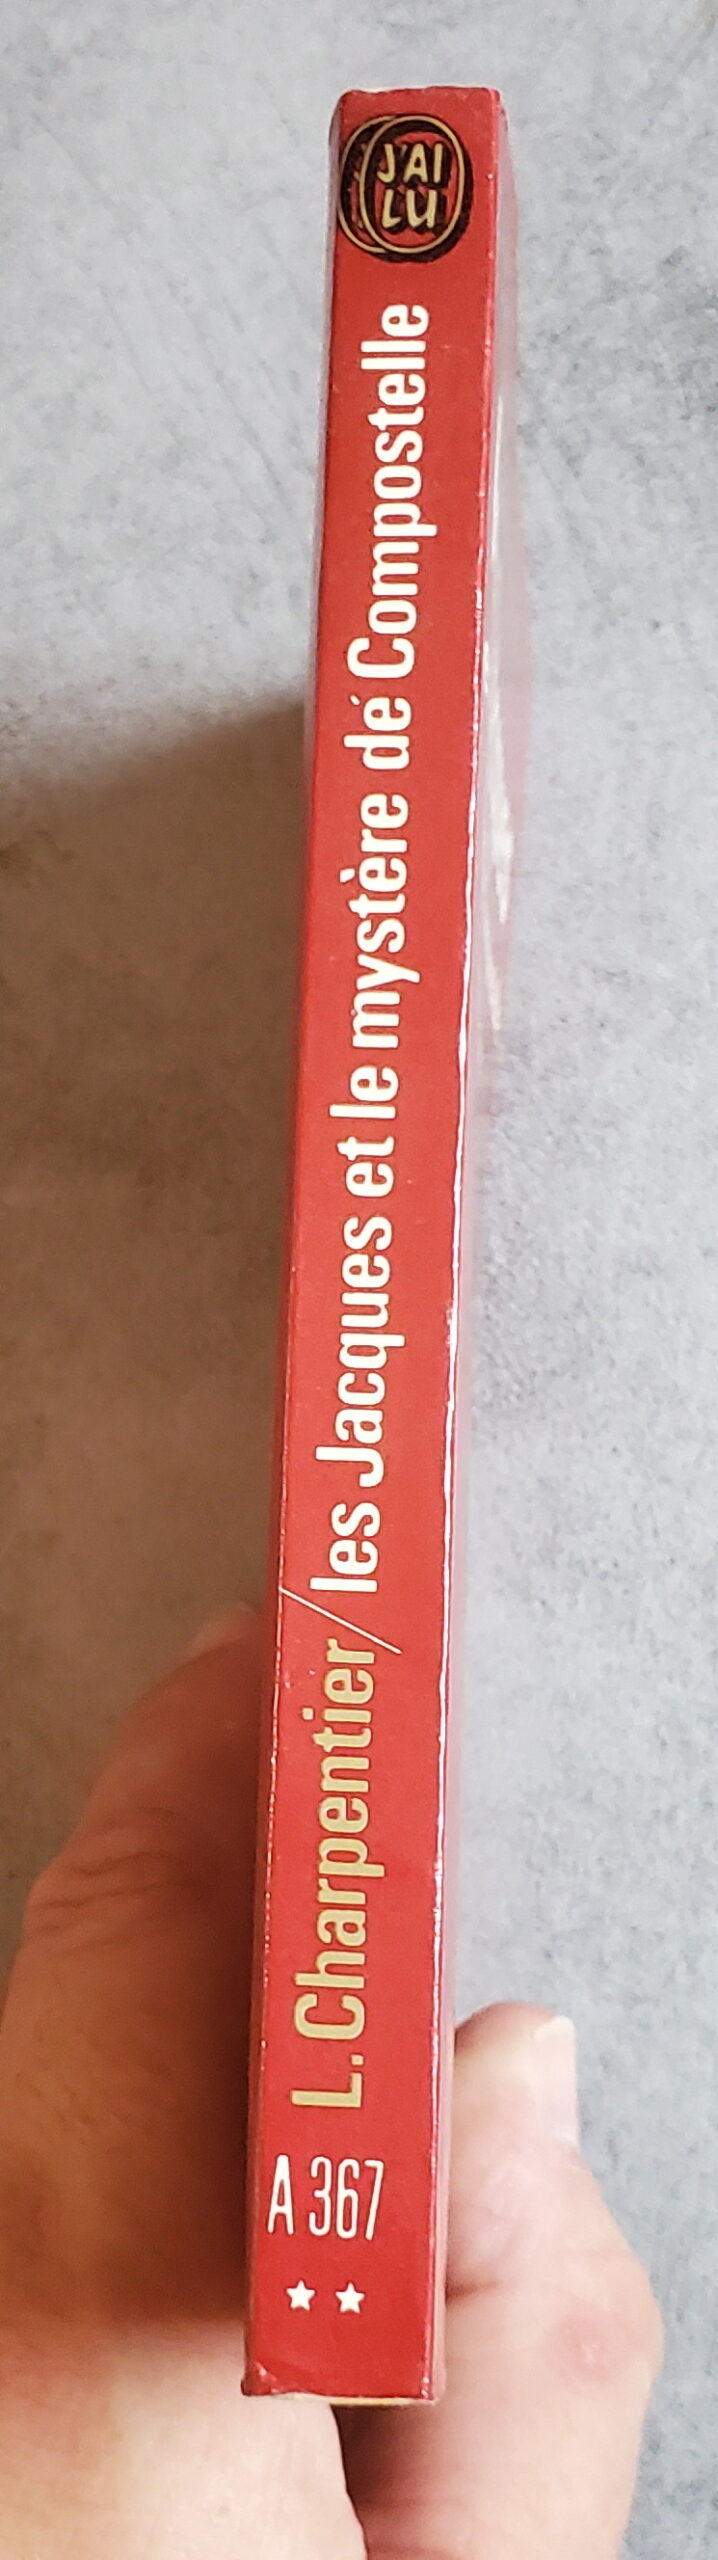 J'AI
LU
L. Charpentier/les Jacques et le mystère dé Compostelle
A 367